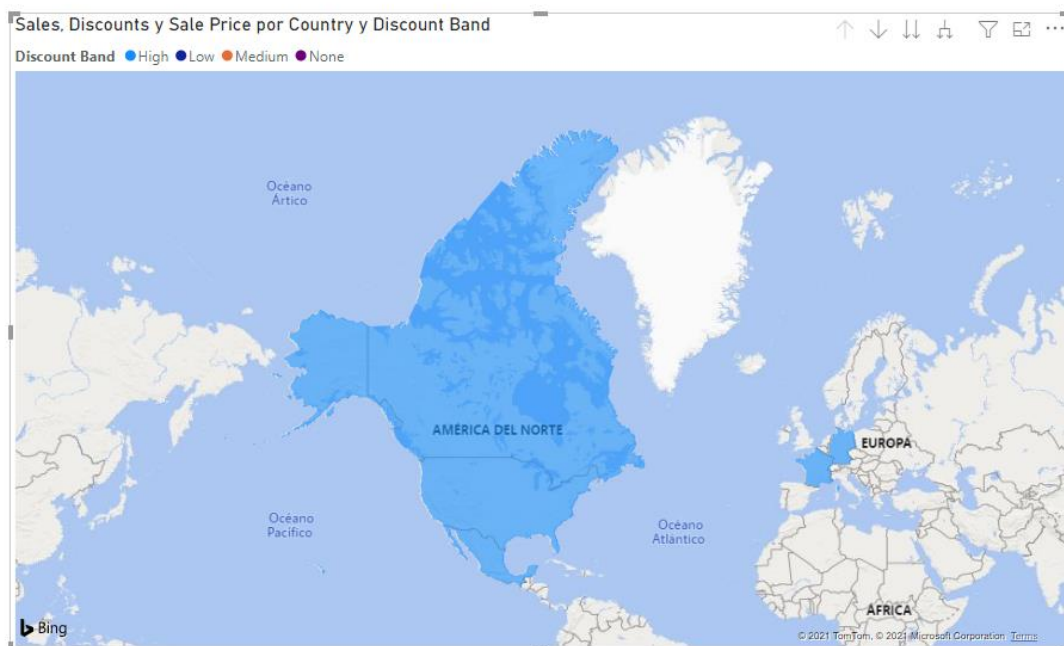 Sales, Discounts y Sale Price por Country y Discount Band
Discount Band High Low Medium None
Océano
Ártico
AMÉRICA DEL NORTE
EUROPA
Océano
Pacífico
Océano
Atlántico
ÁFRICA
Bing
© 2021 TomTom, © 2021 Microsoft Corporation Terms